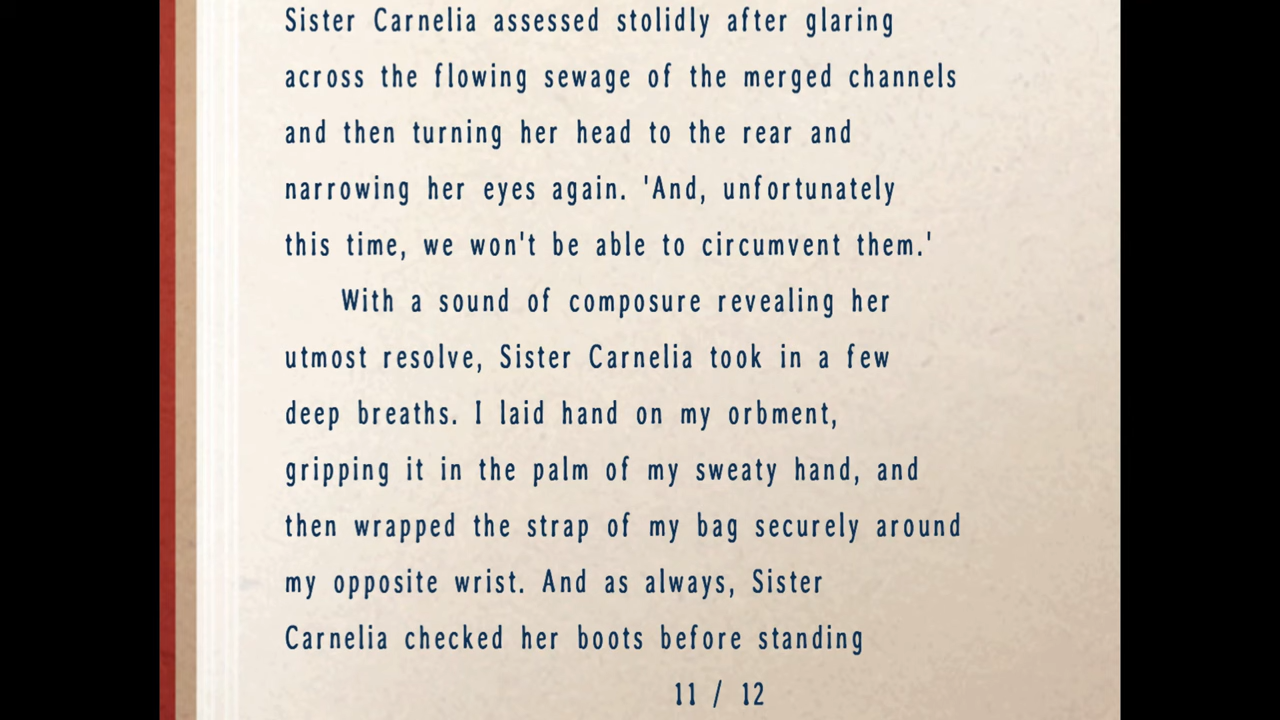 Sister Carnelia assessed stolidly after glaring
across the flowing sewage of the merged channels
and then turning her head to the rear and
narrowing her eyes again. 'And, unfortunately
this time, we won't be able to circumvent them.'
With a sound of composure revealing her
utmost resolve, Sister Carnelia took in a few
deep breaths. I laid hand on my orbment,
gripping it in the palm of my sweaty hand, and
then wrapped the strap of my bag securely around
my opposite wrist. And as always, Sister
Carnelia checked her boots before standing
11 / 12